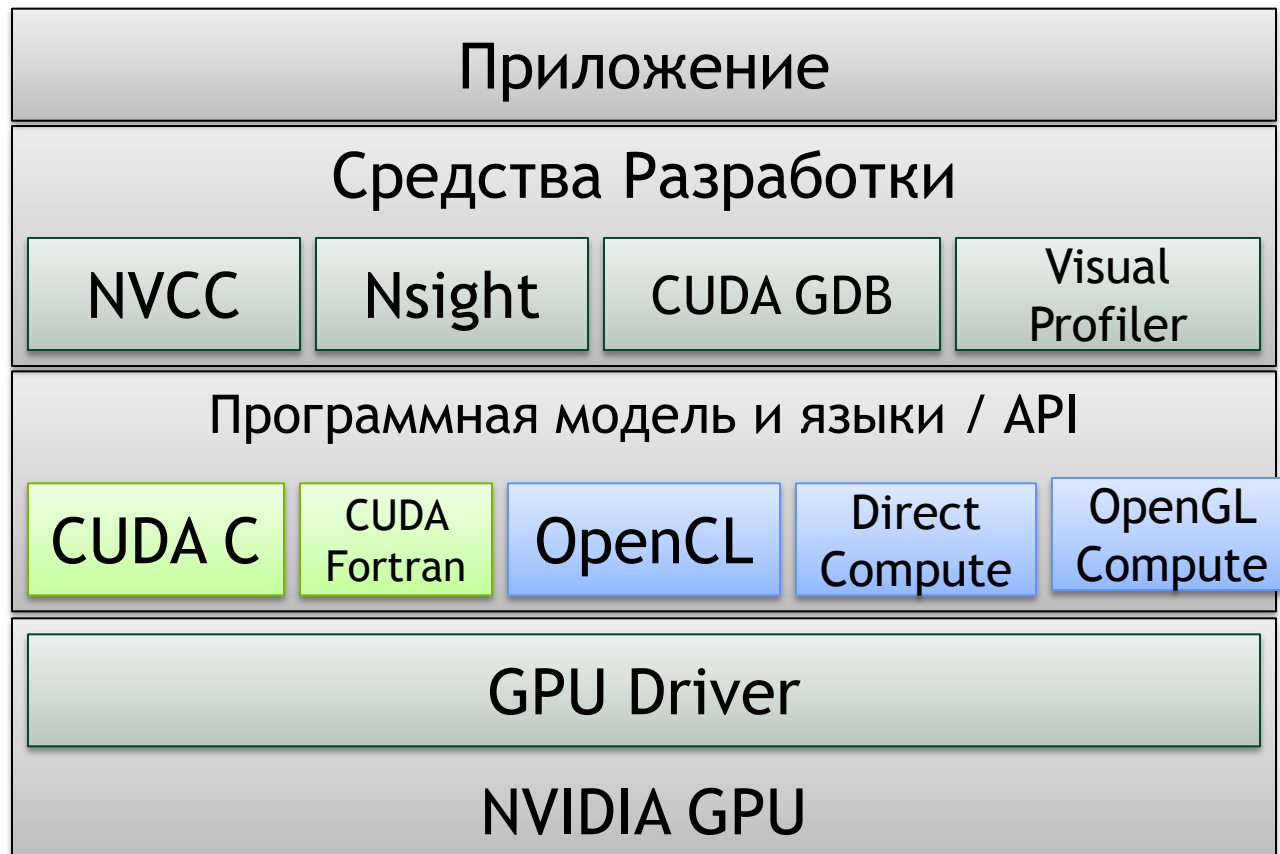 Приложение
Средства Разработки
NVCC
Nsight
CUDA GDB
Visual
Profiler
Программная модель и языки / API
CUDA C
CUDA
Fortran
OpenCL
Direct
Compute
OpenGL
Compute
GPU Driver
NVIDIA GPU